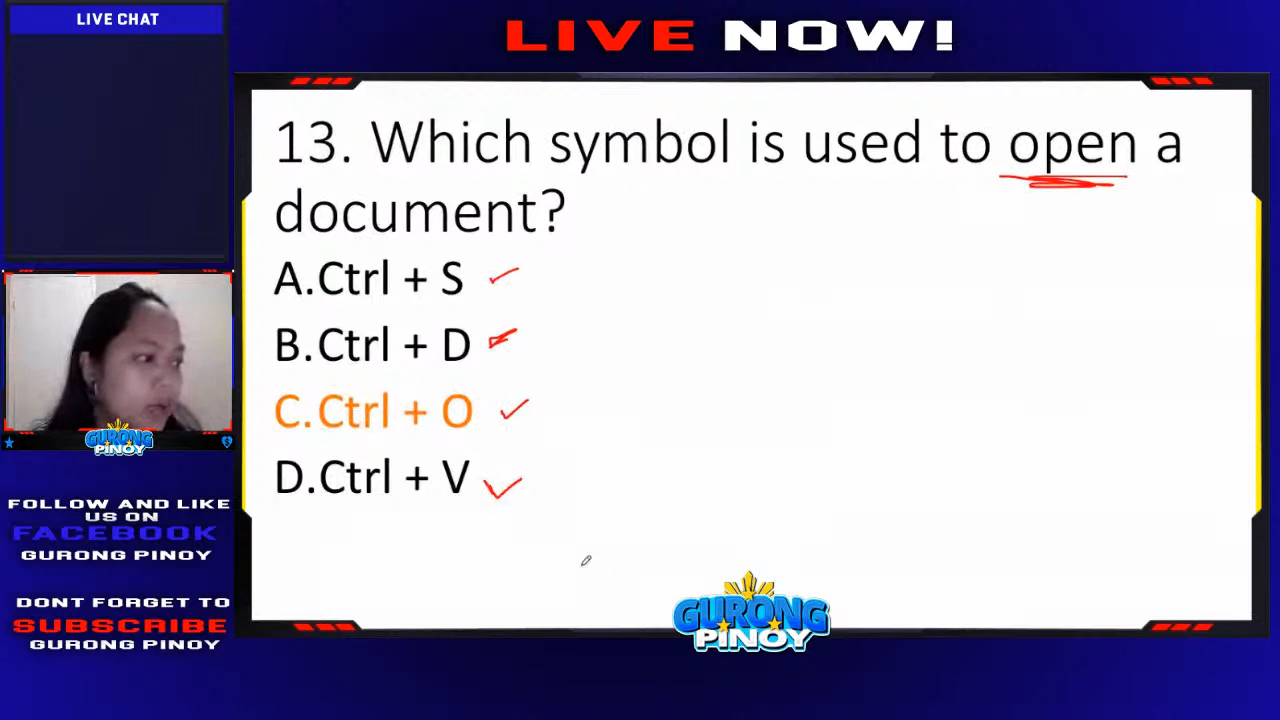 LIVE CHAT
LIVE NOW!
13. Which symbol is used to open a
document?
A.Ctrl + S
B.Ctrl + D
C.Ctrl + O
D.Ctrl + V
GURONG
PINOY
FOLLOW AND LIKE
US ON
FACEBOOK
GURONG PINOY
DONT FORGET TO
SUBSCRIBE
GURONG PINOY
GURONG
PINOY